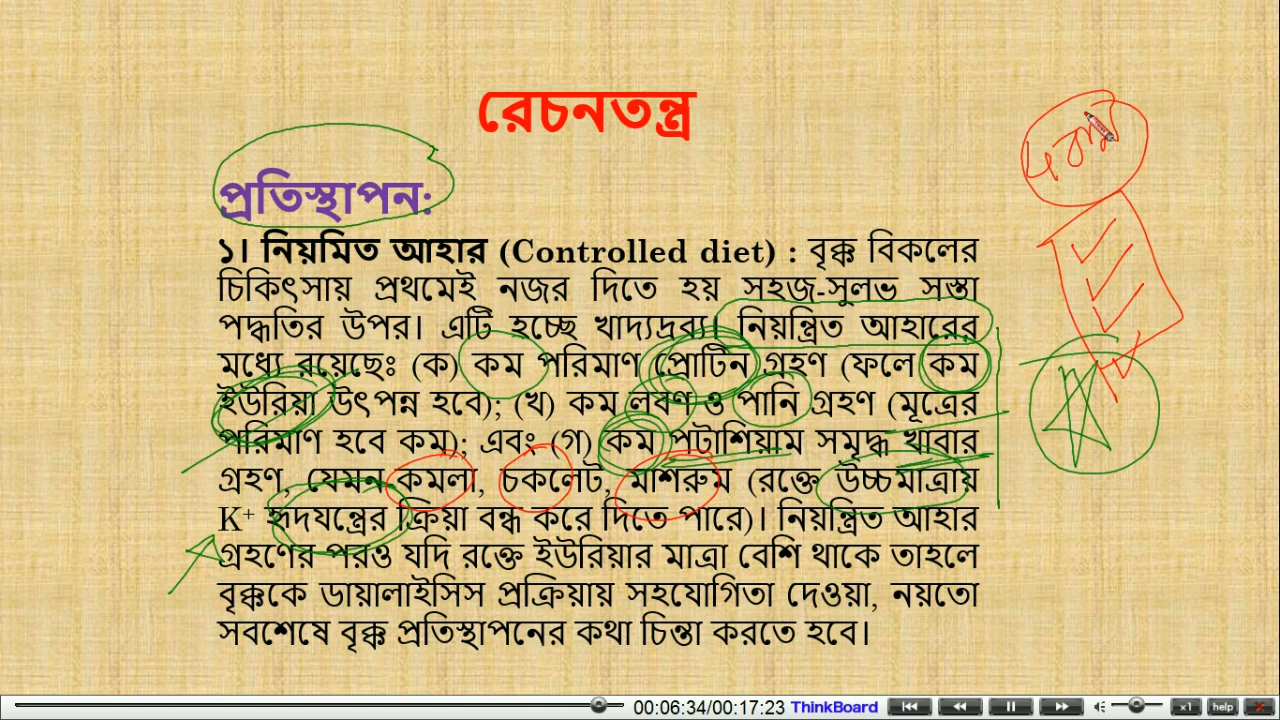 রেচনতন্ত্র
প্রতিস্থাপন:
১। নিয়মিত আহার (Controlled diet) : বৃক্ক বিকলের
চিকিৎসায় প্রথমেই নজর দিতে হয় সহজ-সুলভ সস্তা
পদ্ধতির উপর। এটি হচ্ছে খাদ্যদ্রব্য। নিয়ন্ত্রিত আহারের
মধ্যে রয়েছেঃ (ক) কম পরিমাণ প্রোটিন গ্রহণ (ফলে কম
ইউরিয়া উৎপন্ন হবে); (খ) কম লবণ ও পানি গ্রহণ (মূত্রের
পরিমাণ হবে কম); এবং (গ) কম পটাশিয়াম সমৃদ্ধ খাবার
গ্রহণ, যেমন কমলা, চকলেট, মাশরুম (রক্তে উচ্চমাত্রায়
K+ হৃদযন্ত্রের ক্রিয়া বন্ধ করে দিতে পারে)। নিয়ন্ত্রিত আহার
গ্রহণের পরও যদি রক্তে ইউরিয়ার মাত্রা বেশি থাকে তাহলে
বৃক্ককে ডায়ালাইসিস প্রক্রিয়ায় সহযোগিতা দেওয়া, নয়তো
সবশেষে বৃক্ক প্রতিস্থাপনের কথা চিন্তা করতে হবে।
00:06:34/00:17:23 ThinkBoard x1 help